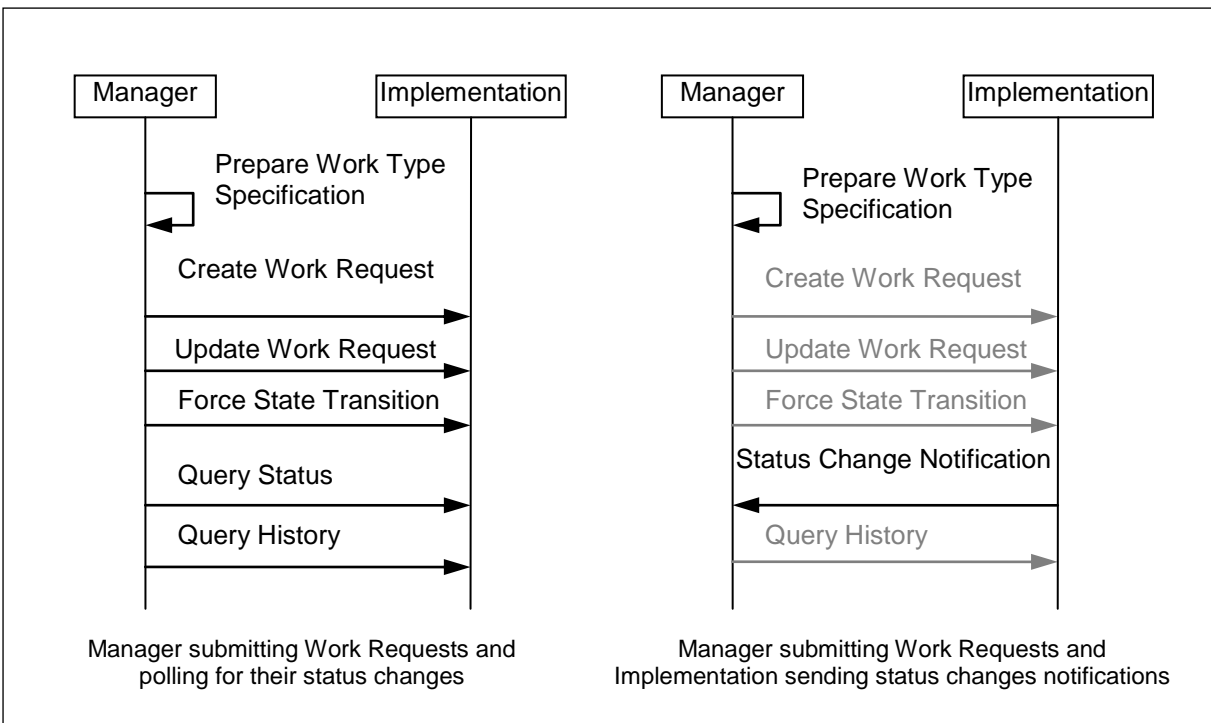 Manager
Implementation
Prepare Work Type
Specification
Create Work Request
Update Work Request
Force State Transition
Query Status
Query History
Manager submitting Work Requests and
polling for their status changes
Manager
Implementation
Prepare Work Type
Specification
Create Work Request
Update Work Request
Force State Transition
Status Change Notification
Query History
Manager submitting Work Requests and
Implementation sending status changes notifications